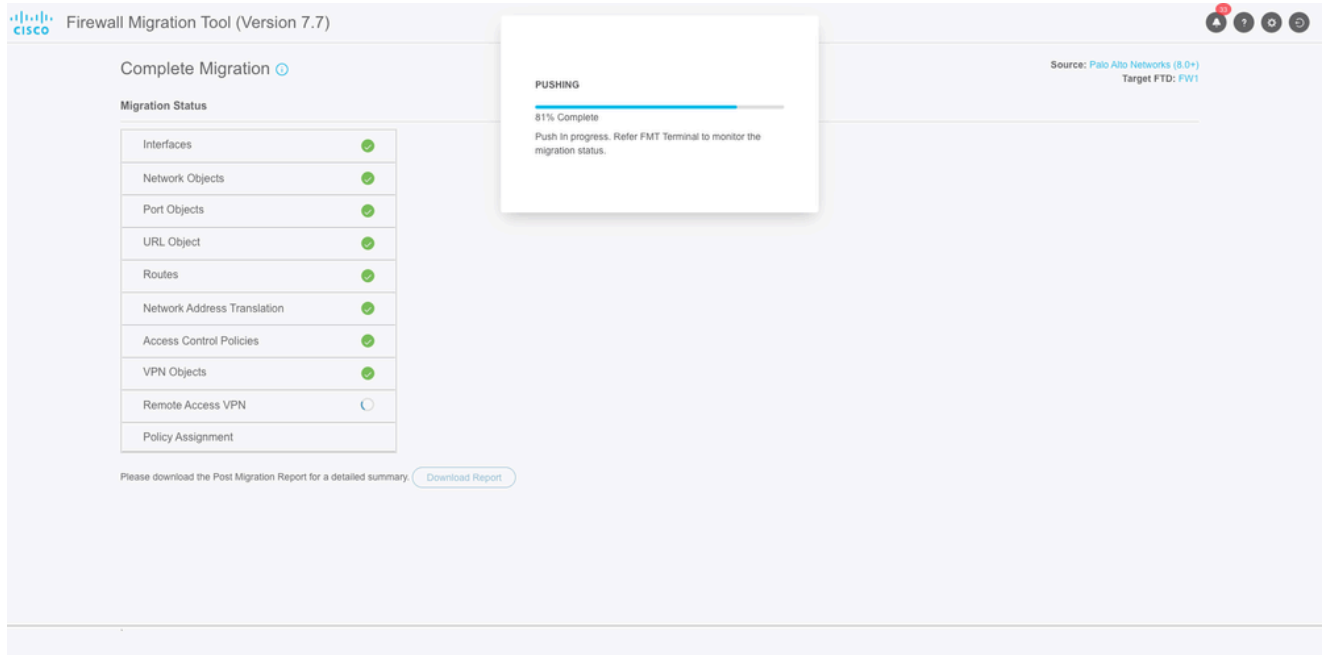 CISCO
Firewall Migration Tool (Version 7.7)
33
Complete Migration
Source: Palo Alto Networks (8.0+)
Target FTD: FW1
Migration Status
Interfaces
Network Objects
Port Objects
URL Object
Routes
Network Address Translation
Access Control Policies
VPN Objects
Remote Access VPN
Policy Assignment
Please download the Post Migration Report for a detailed summary. Download Report
PUSHING
81% Complete
Push In progress. Refer FMT Terminal to monitor the
migration status.